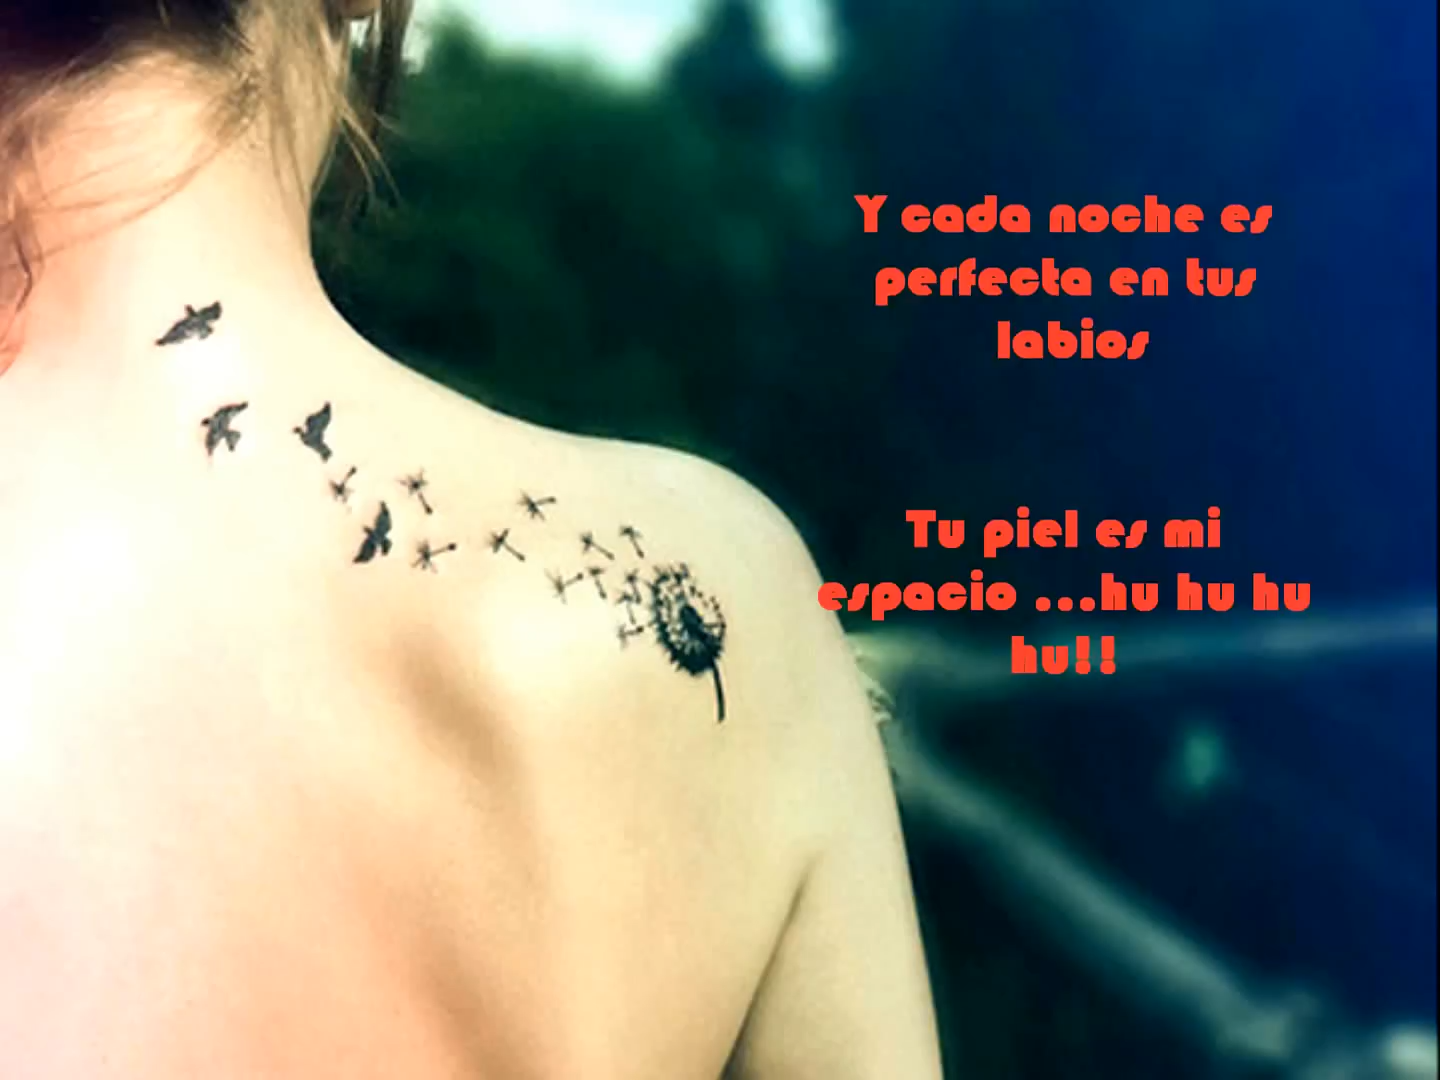 Y cada noche es
perfecta en tus
labios
Tu piel es mi
espacio ...hu hu hu
hu!!